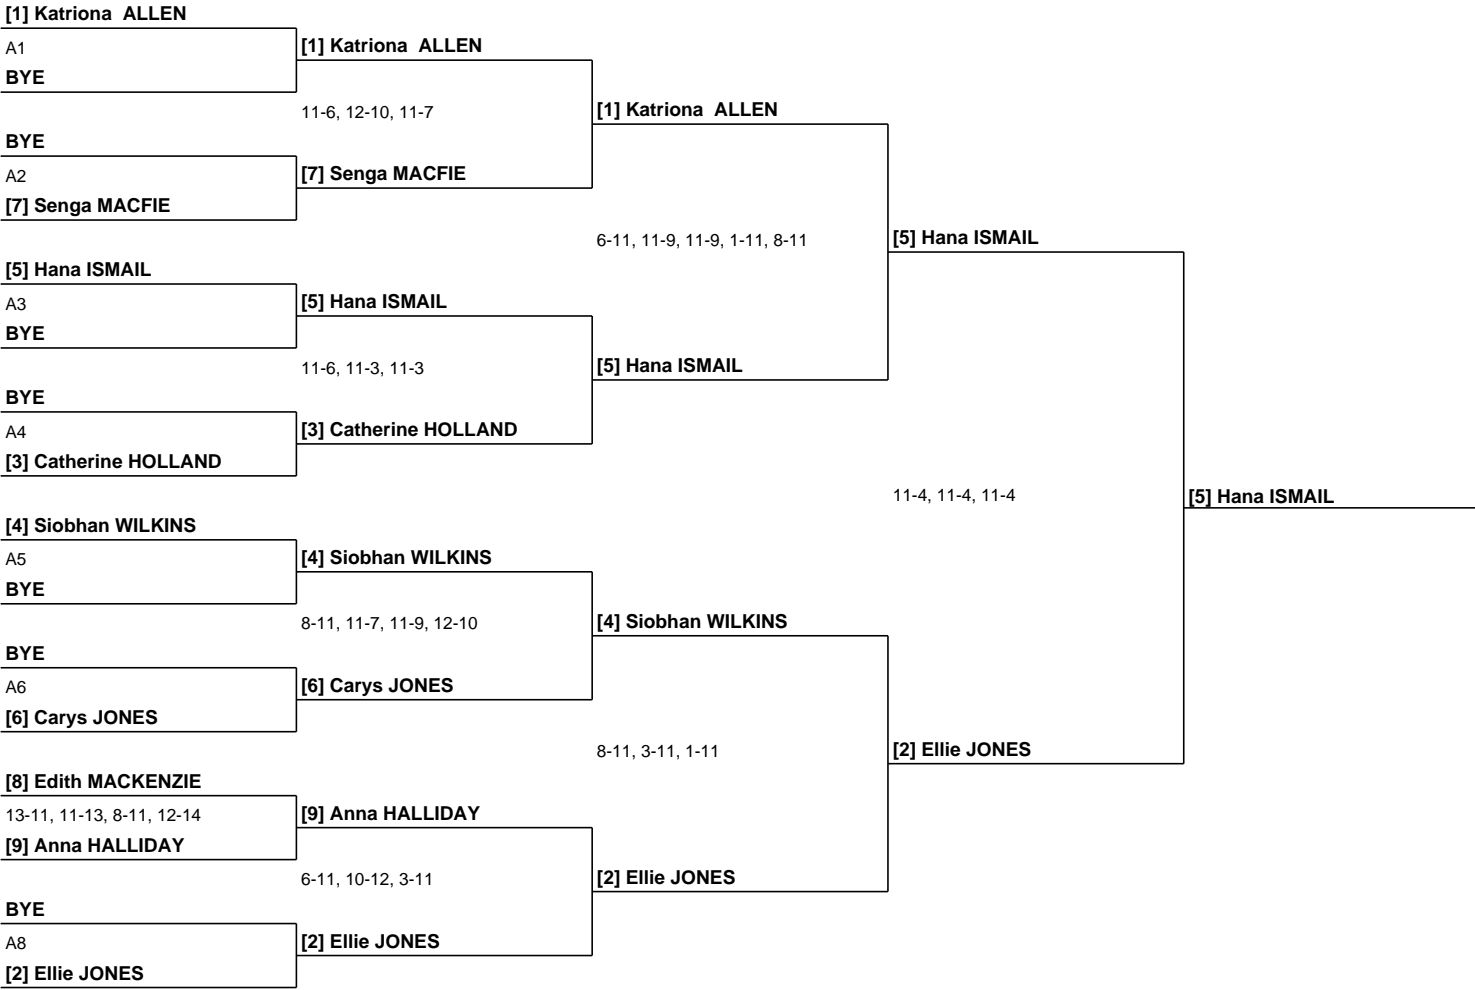 [1] Katriona  ALLEN
A1
[1] Katriona  ALLEN
BYE
11-6, 12-10, 11-7
[1] Katriona  ALLEN
BYE
A2
[7] Senga MACFIE
[7] Senga MACFIE
6-11, 11-9, 11-9, 1-11, 8-11
[5] Hana ISMAIL
[5] Hana ISMAIL
A3
[5] Hana ISMAIL
BYE
11-6, 11-3, 11-3
[5] Hana ISMAIL
BYE
A4
[3] Catherine HOLLAND
[3] Catherine HOLLAND
11-4, 11-4, 11-4
[5] Hana ISMAIL
[4] Siobhan WILKINS
A5
[4] Siobhan WILKINS
BYE
8-11, 11-7, 11-9, 12-10
[4] Siobhan WILKINS
BYE
A6
[6] Carys JONES
[6] Carys JONES
8-11, 3-11, 1-11
[2] Ellie JONES
[8] Edith MACKENZIE
13-11, 11-13, 8-11, 12-14
[9] Anna HALLIDAY
[9] Anna HALLIDAY
6-11, 10-12, 3-11
[2] Ellie JONES
BYE
A8
[2] Ellie JONES
[2] Ellie JONES